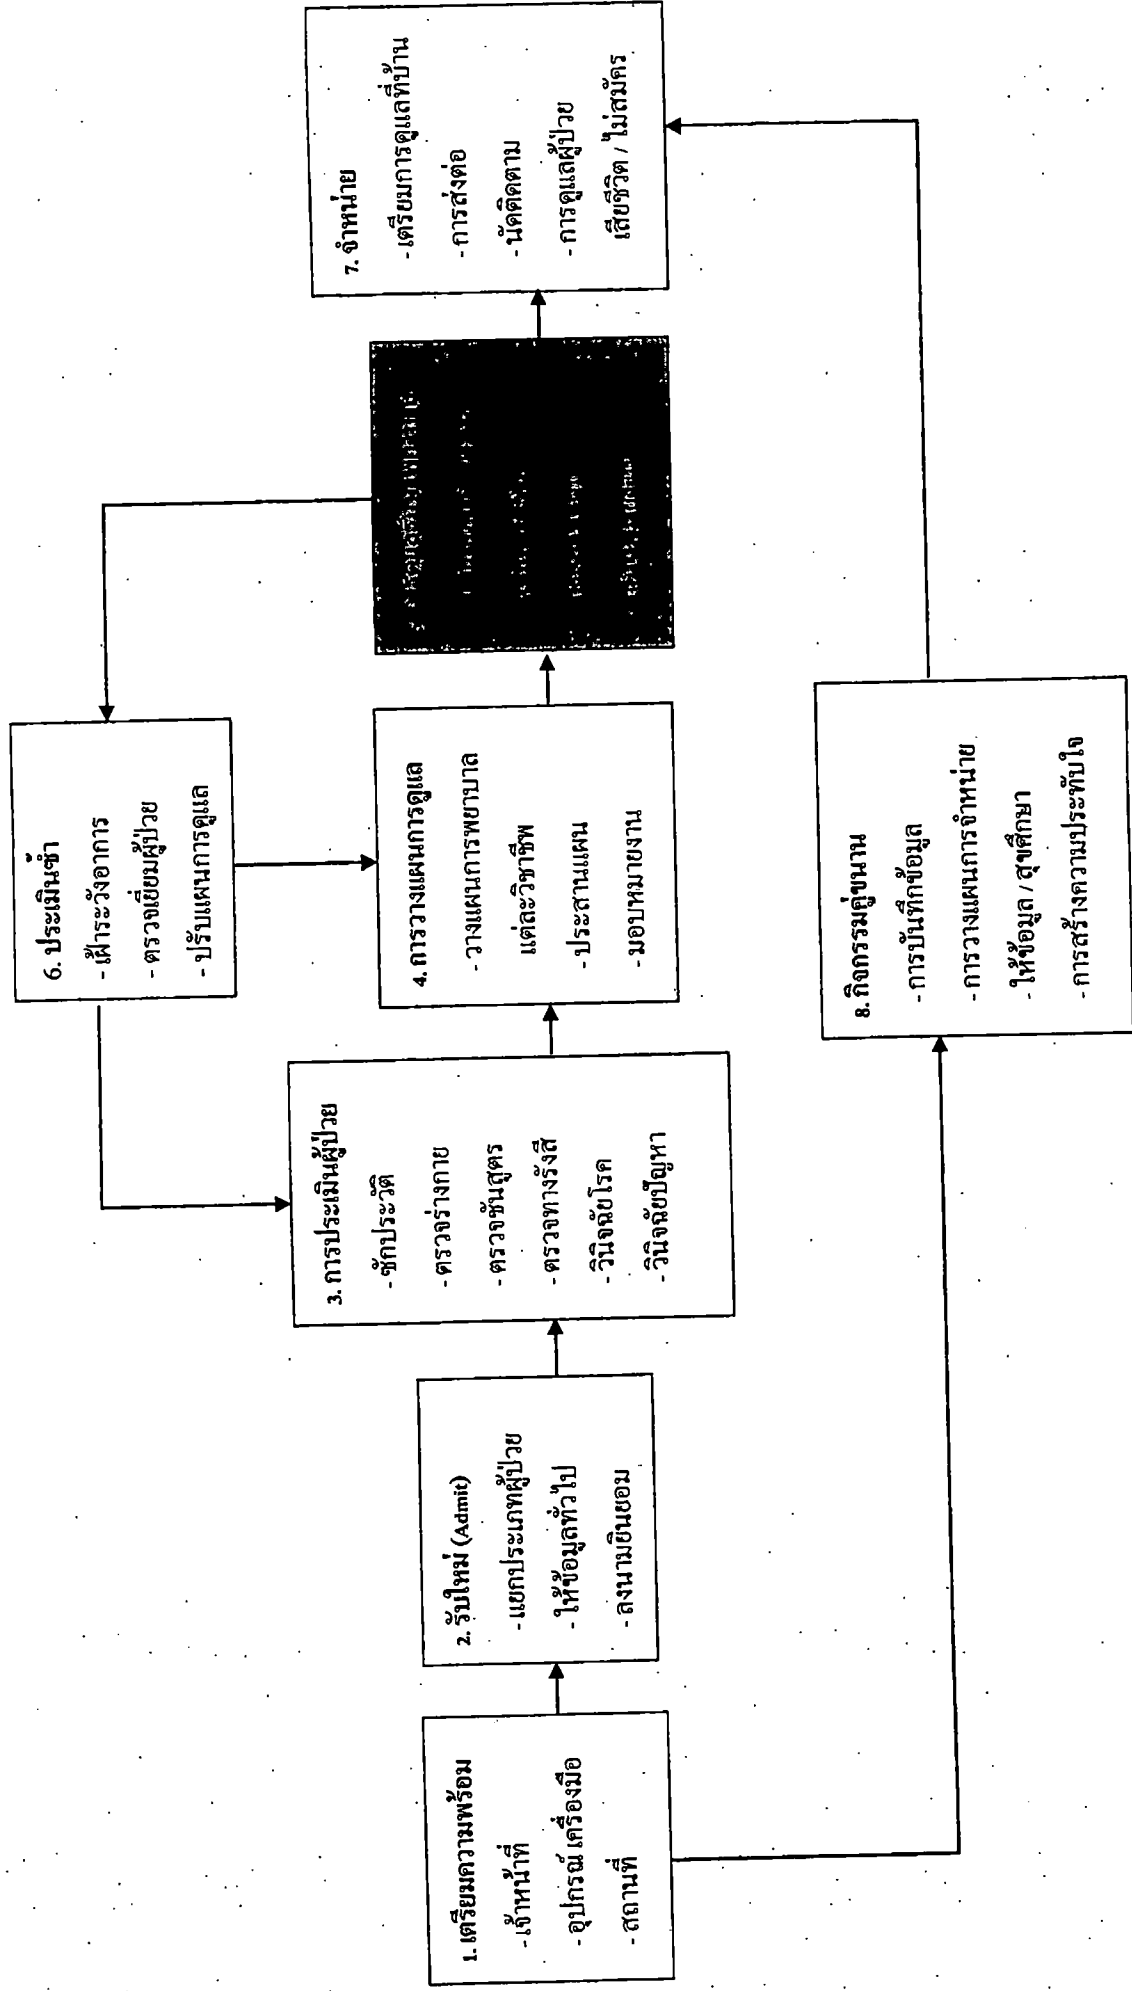 1. เตรียมความพร้อม
- เจ้าหน้าที่
- อุปกรณ์ เครื่องมือ
- สถานที่
2. รับใหม่ (Admit)
- แยกประเภทผู้ป่วย
- ให้ข้อมูลทั่วไป
- ลงนามยินยอม
3. การประเมินผู้ป่วย
- ซักประวัติ
- ตรวจร่างกาย
- ตรวจชันสูตร
- ตรวจทางรังสี
- วินิจฉัยโรค
- วินิจฉัยปัญหา
4. การวางแผนการดูแล
- วางแผนการพยาบาล
แต่ละวิชาชีพ
- ประสานแผน
- มอบหมายงาน
6. ประเมินซ้ำ
- เฝ้าระวังอาการ
- ตรวจเยี่ยมผู้ป่วย
- ปรับแผนการดูแล
7. จำหน่าย
- เตรียมการดูแลที่บ้าน
- การส่งต่อ
- นัดติดตาม
- การดูแลผู้ป่วย
เสียชีวิต / ไม่สมัคร
8. กิจกรรมคู่ขนาน
- การบันทึกข้อมูล
- การวางแผนการจำหน่าย
- ให้ข้อมูล / สุขศึกษา
- การสร้างความประทับใจ